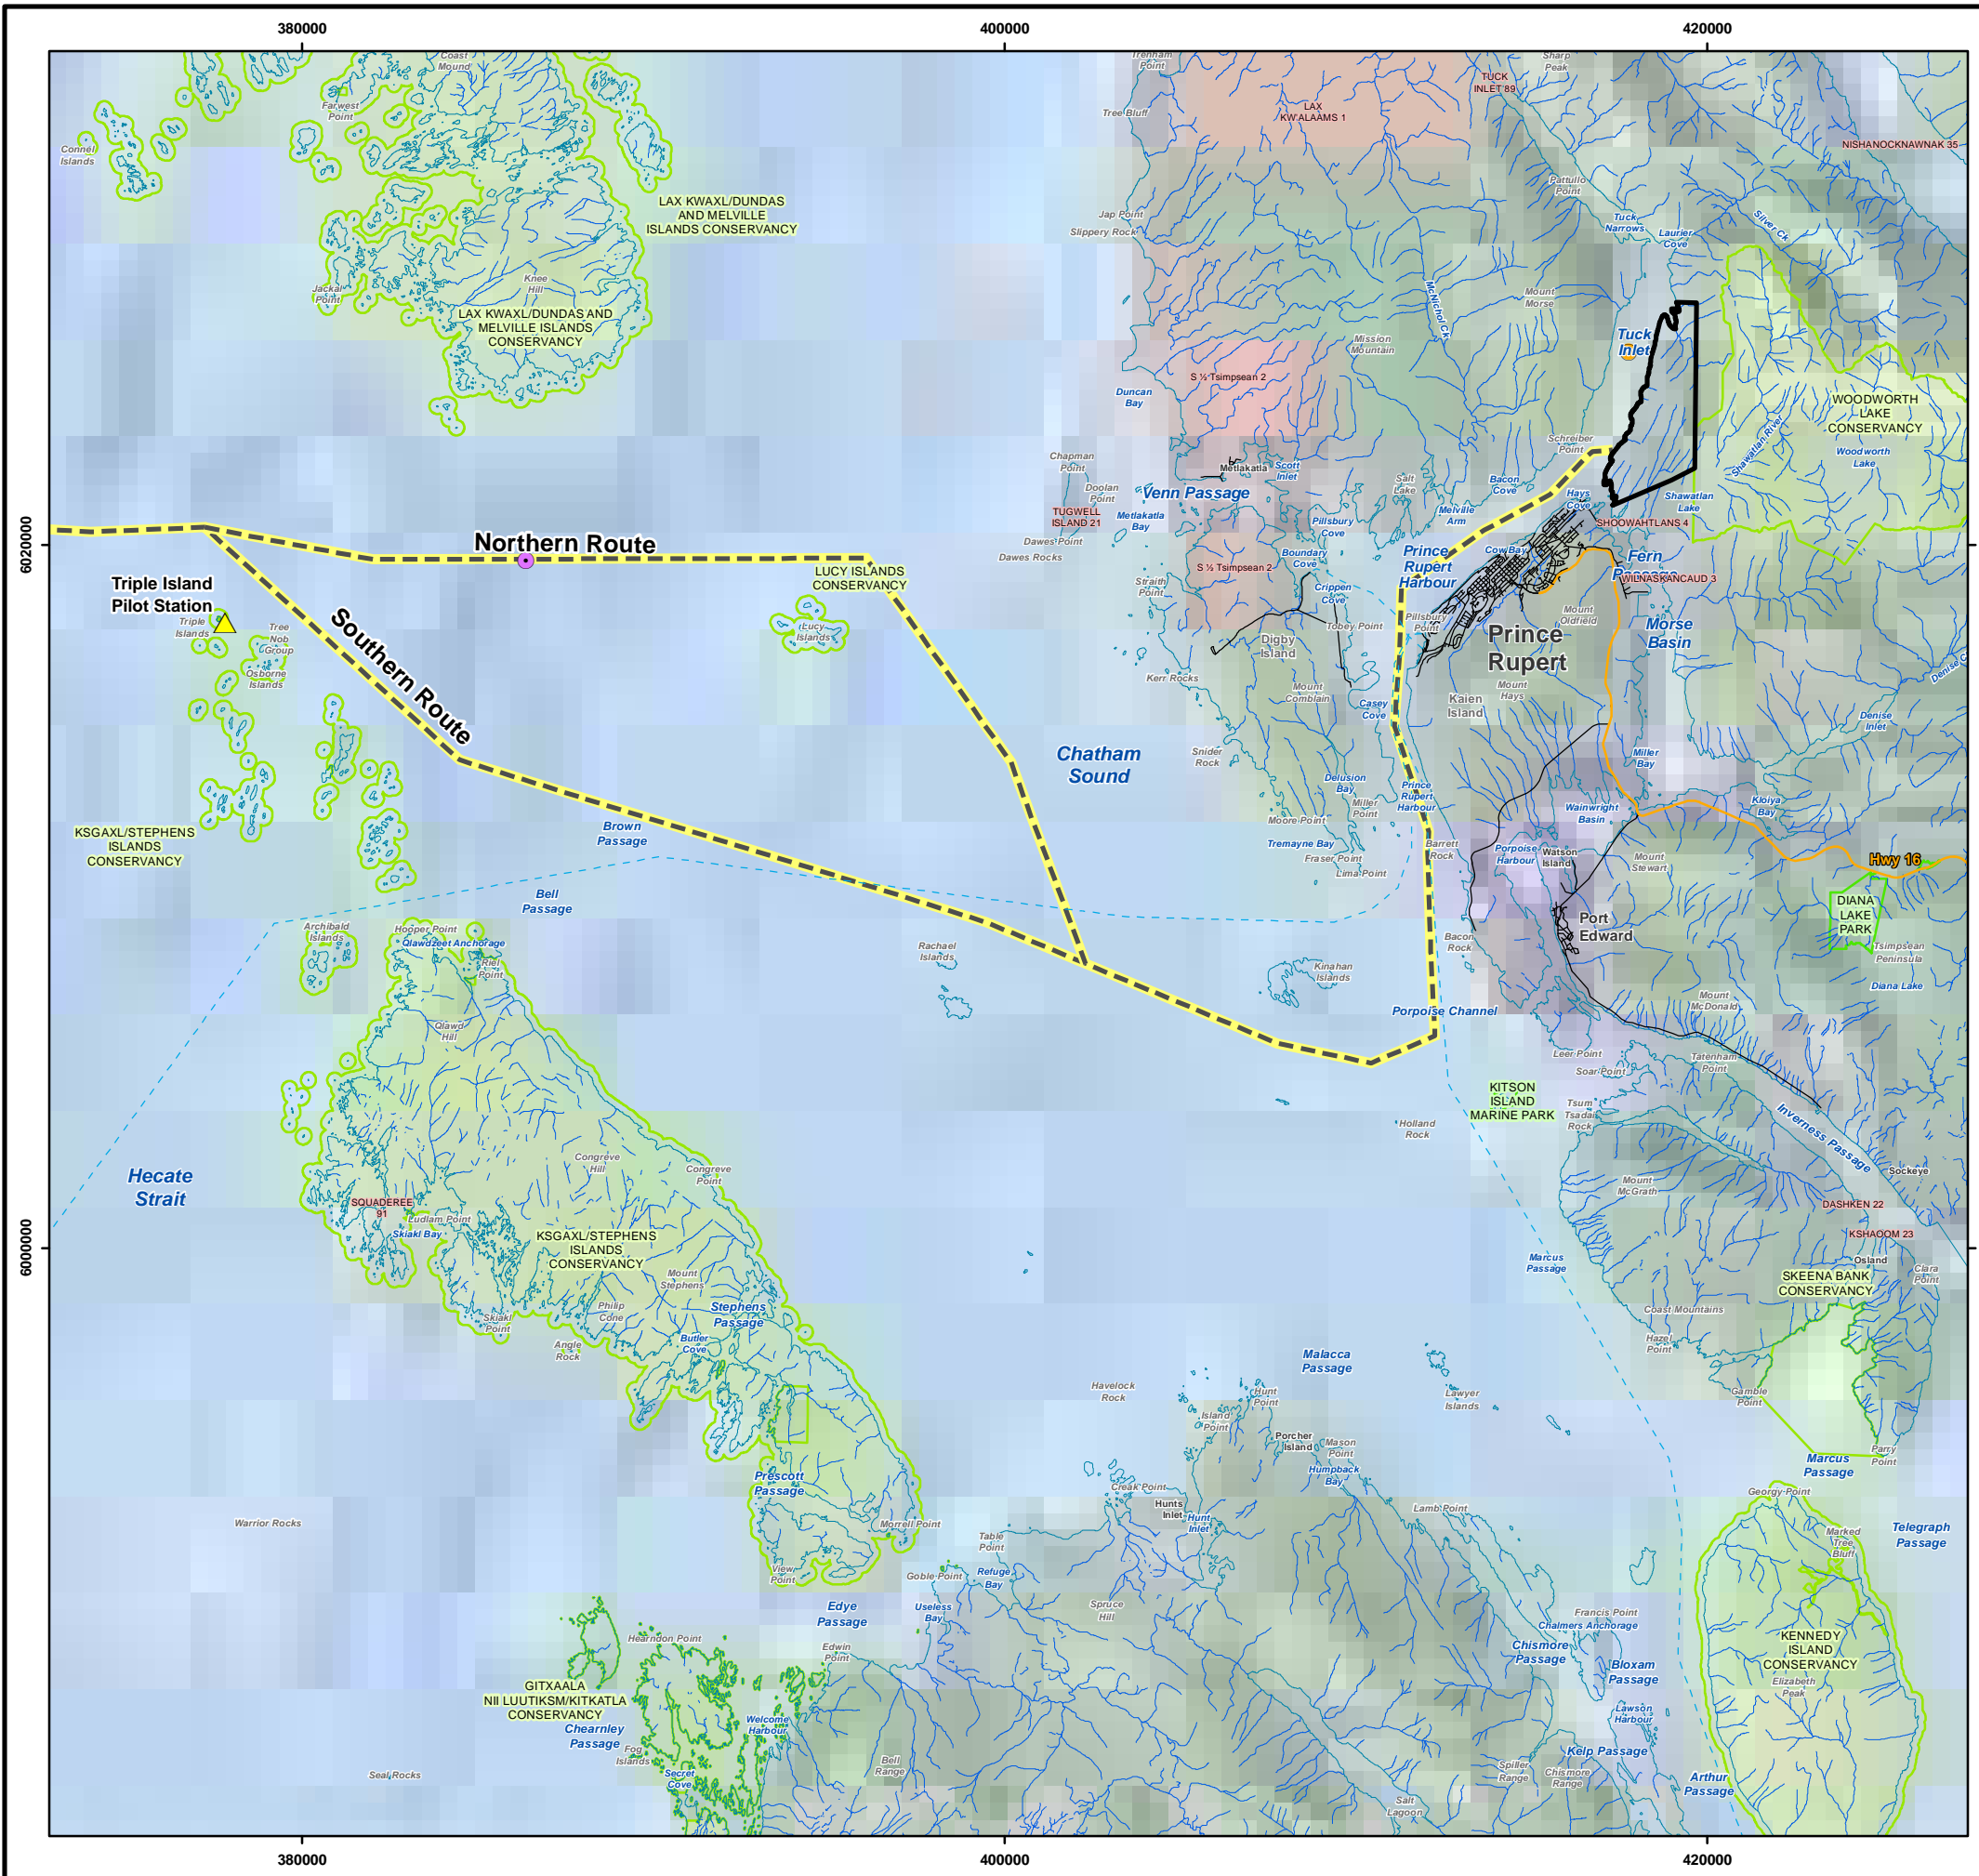 380000
400000
420000
Coast
Mound
Farwest
Point
Connel
Islands
LAX KWAXL/DUNDAS
AND MELVILLE
ISLANDS CONSERVANCY
Knee
Hill
Jackal
Point
LAX KWAXL/DUNDAS AND
MELVILLE ISLANDS
CONSERVANCY
Trenham
Point
Tree Bluff
LAX
KW'ALAAMS 1
TUCK
INLET 89
Sharp
Peak
NISHANOCKNAWNAK 35
Pattullo
Point
Jap Point
Slippery Rock
Tuck
Narrows
Laurier
Cove
Silver Ck
McNichol Ck
Mount
Morse
Mission
Mountain
Tuck
Inlet
S ½ Tsimpsean 2
Duncan
Bay
WOODWORTH
LAKE
CONSERVANCY
Shawatlan River
Woodworth
Lake
Schreiber
Point
Chapman
Point
Doolan
Point
Metlakatla
Scott
Inlet
Venn Passage
Salt
Lake
Bacon
Cove
Hays
Cove
Shawatlan
Lake
TUGWELL
ISLAND 21
Metlakatla
Bay
Pillsbury
Cove
Melville
Arm
SHOOWAHTLANS 4
6020000
Northern Route
Dawes Point
Dawes Rocks
Boundary
Cove
Prince
Rupert
Harbour
Cow Bay
Fern
Passage
WILNASKANCAUD 3
Triple Island
Pilot Station
LUCY ISLANDS
CONSERVANCY
S ½ Tsimpsean 2
Straith
Point
Crippen
Cove
Triple
Islands
Tree
Nob
Group
Southern Route
Lucy
Islands
Digby
Island
Tobey Point
Pillsbury
Point
Prince
Rupert
Mount
Oldfield
Morse
Basin
Osborne
Islands
Kerr Rocks
Mount
Comblain
Casey
Cove
Kaien
Island
Mount
Hays
Denise
Denise
Inlet
Chatham
Sound
Snider
Rock
Delusion
Bay
Miller
Point
Prince
Rupert
Harbour
Miller
Bay
Wainwright
Basin
Kloiya
Bay
KSGAXL/STEPHENS
ISLANDS
CONSERVANCY
Brown
Passage
Moore Point
Tremayne Bay
Fraser Point
Lima Point
Barrett
Rock
Porpoise
Harbour
Watson
Island
Mount
Stewart
Hwy 16
Bell
Passage
Port
Edward
DIANA
LAKE
PARK
Archibald
Islands
Hooper Point
Qlawdzeet Anchorage
Riel
Point
Rachael
Islands
Kinahan
Islands
Bacon
Rock
Tsimpsean
Peninsula
Diana Lake
Qlawd
Hill
Porpoise Channel
Mount
McDonald
Leer Point
Soar Point
Tatenham
Point
KITSON
ISLAND
MARINE PARK
Tsum
Tsadai
Rock
Holland
Rock
Inverness Passage
Hecate
Strait
Congreve
Hill
Congreve
Point
Mount
McGrath
Sockeye
SQUADEREE
91
Ludlam Point
Skiakl Bay
DASHKEN 22
KSHAOOM 23
6000000
KSGAXL/STEPHENS
ISLANDS
CONSERVANCY
Marcus
Passage
Osland
Clara
Point
SKEENA BANK
CONSERVANCY
Mount
Stephens
Stephens
Passage
Philip
Cone
Skiakl
Point
Butler
Cove
Angle
Rock
Coast Mountains
Hazel
Point
Malacca
Passage
Havelock
Rock
Hunt
Point
Lawyer
Islands
Gamble
Point
Island
Point
Porcher
Island
Mason
Point
Humpback
Bay
Parry
Point
Marcus
Passage
Prescott
Passage
Creak Point
Hunts
Inlet
Hunt
Inlet
Lamb Point
Georgy Point
Warrior Rocks
Morrell Point
Table
Point
Marked
Tree
Bluff
Telegraph
Passage
View
Point
Goble Point
Refuge
Bay
Edye
Passage
Useless
Bay
Spruce
Hill
Francis Point
Chalmers Anchorage
Hearndon Point
Edwin
Point
Chismore
Passage
Bloxam
Passage
KENNEDY
ISLAND
CONSERVANCY
Elizabeth
Peak
GITXAALA
NII LUUTIKSM/KITKATLA
CONSERVANCY
Chearnley
Passage
Welcome
Harbour
Lawson
Harbour
Fog
Islands
Bell
Range
Kelp Passage
Seal Rocks
Secret
Cove
Spiller
Range
Chismore
Range
Arthur
Passage
Salt
Lagoon
380000
400000
420000